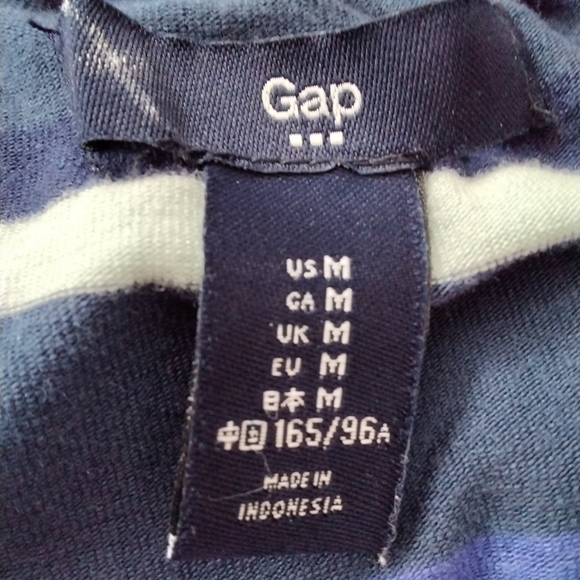 Gap
US M
CA M
UK M
EU M
日本 M
中国 165/96A
MADE IN
INDONESIA